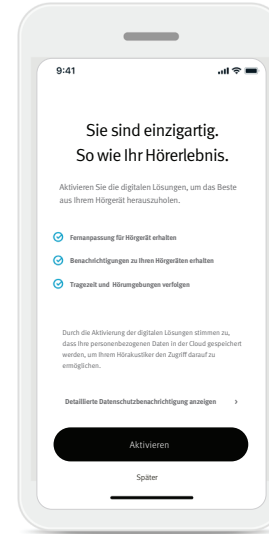 9:41
Sie sind einzigartig.
So wie Ihr Hörerlebnis.
Aktivieren Sie die digitalen Lösungen, um das Beste
aus Ihrem Hörgerät herauszuholen.
Fernanpassung für Hörgerät erhalten
Benachrichtigungen zu Ihren Hörgeräten erhalten
Tragezeit und Hörumgebungen verfolgen
Durch die Aktivierung der digitalen Lösungen stimmen zu,
dass Ihre personenbezogenen Daten in der Cloud gespeichert
werden, um Ihrem Hörakustiker den Zugriff darauf zu
ermöglichen.
Detaillierte Datenschutzbenachrichtigung anzeigen
Aktivieren
Später